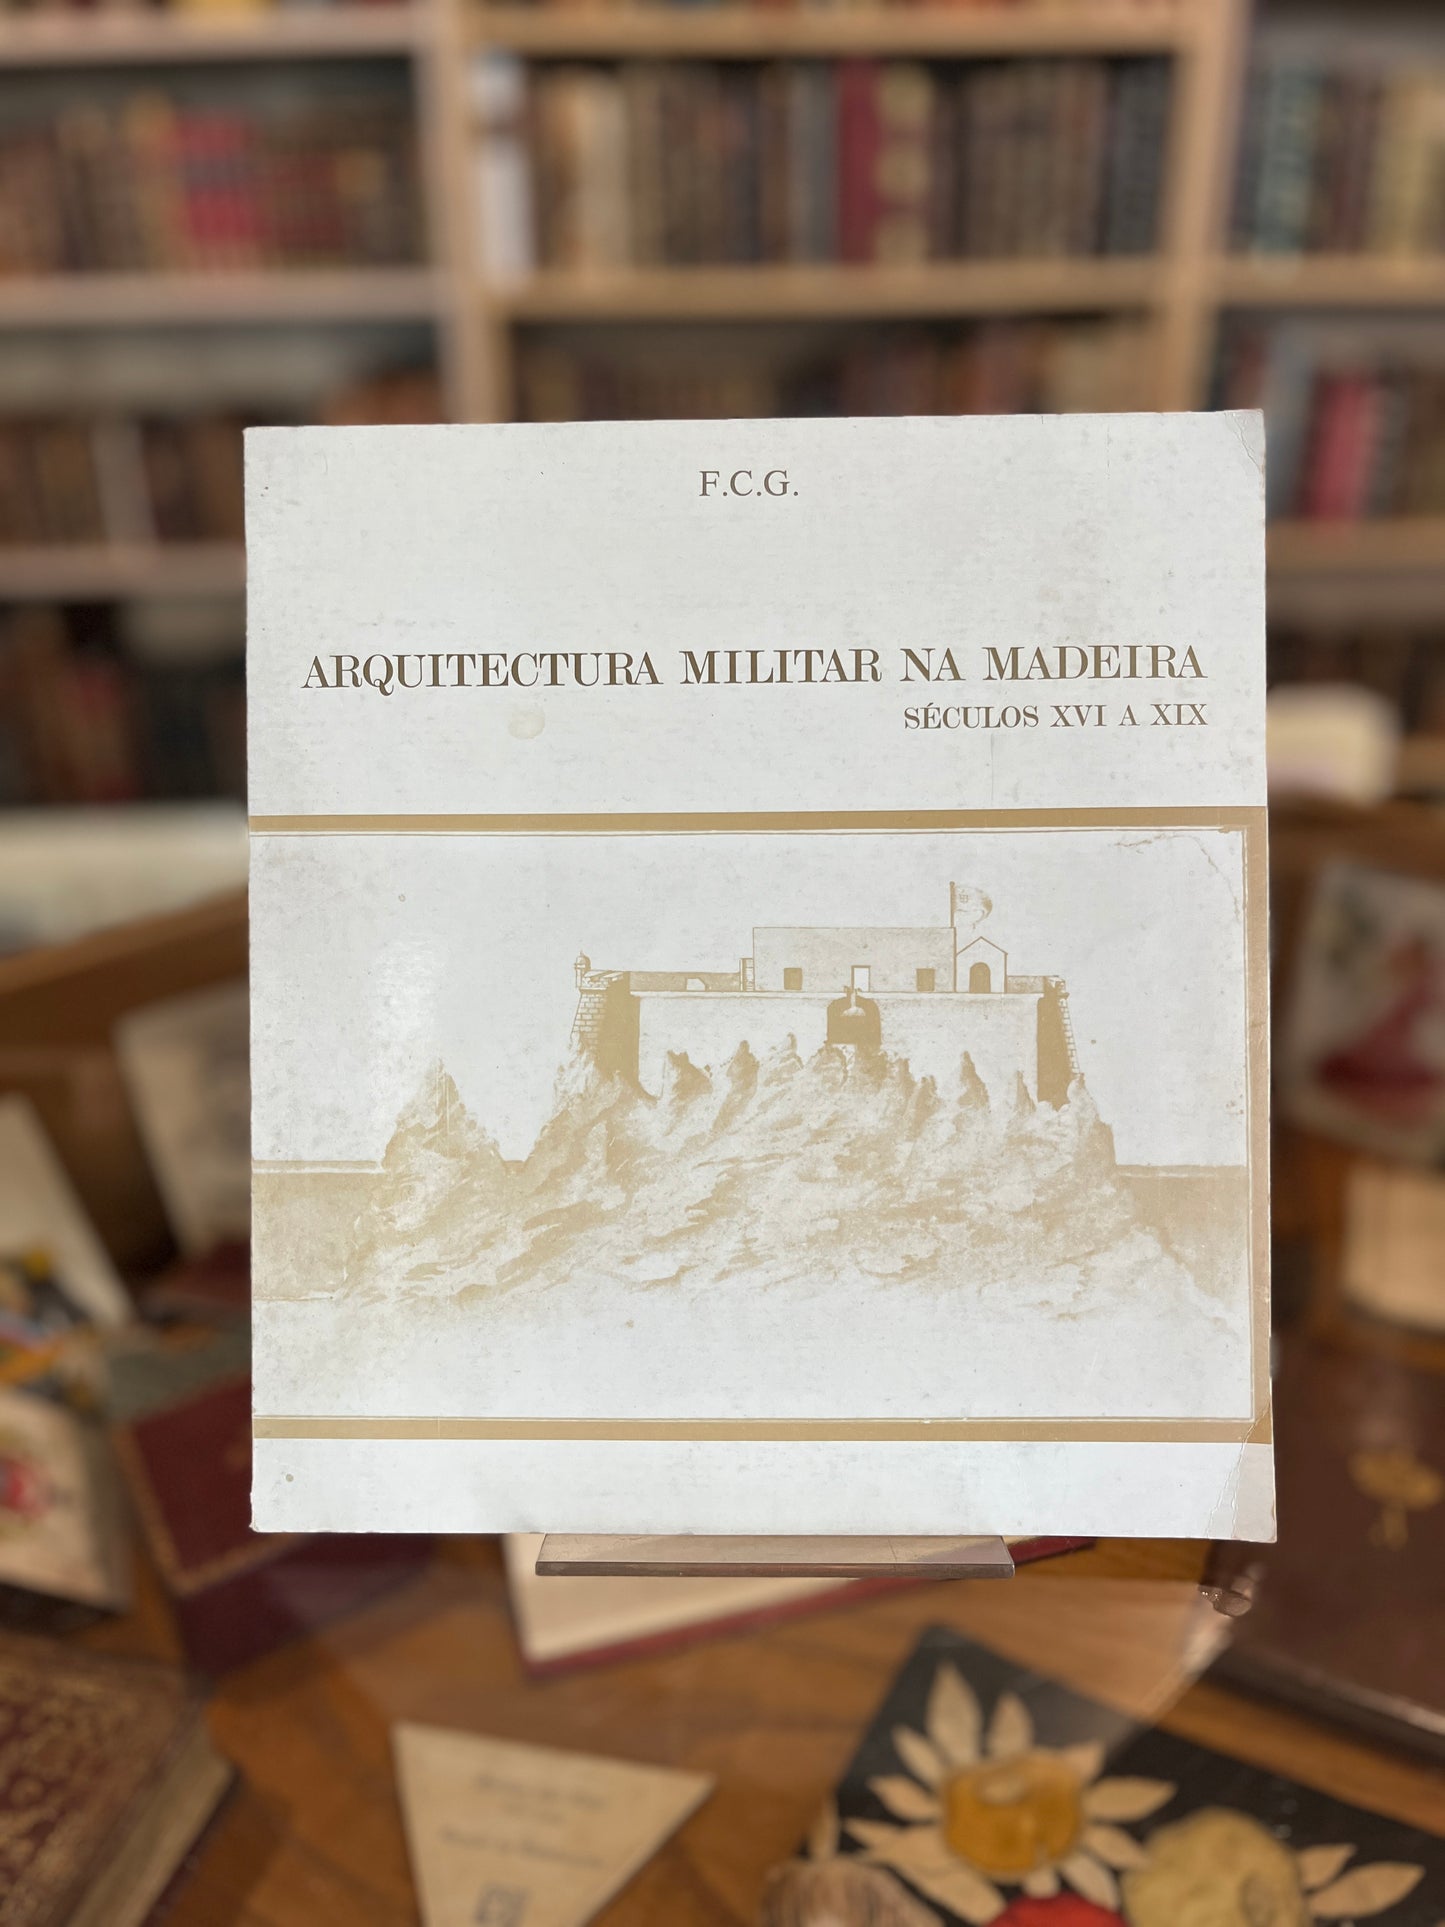 F.C.G.
ARQUITECTURA MILITAR NA MADEIRA
SÉCULOS XVI A XIX